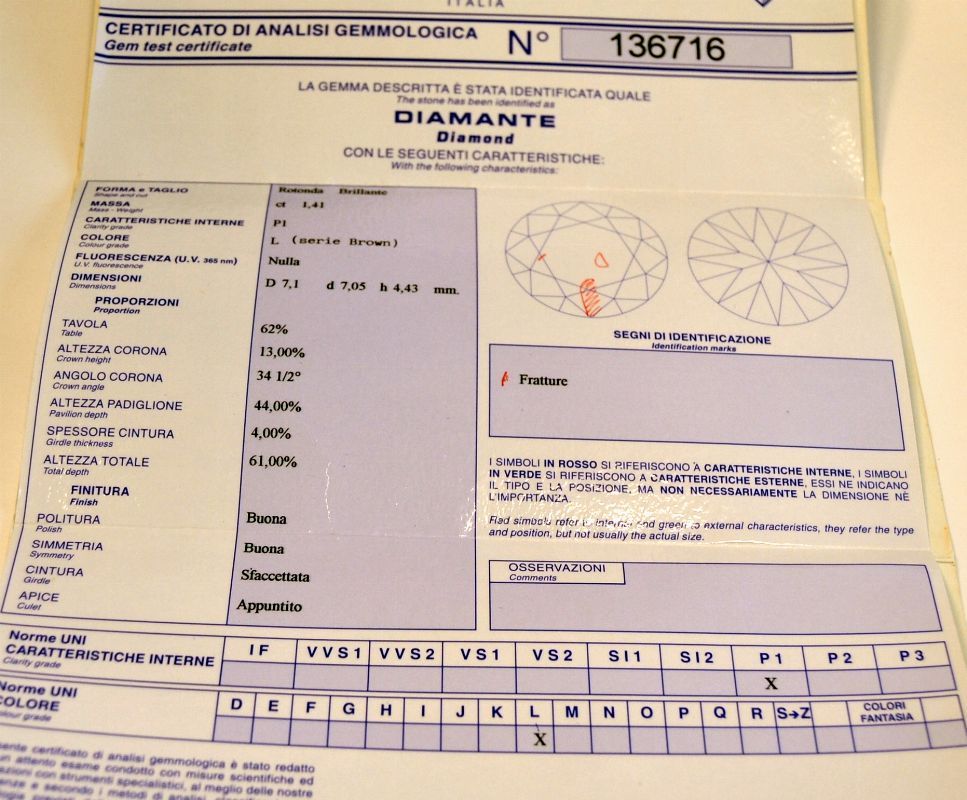 ITALIA
CERTIFICATO DI ANALISI GEMMOLOGICA
Gem test certificate
N° 136716
LA GEMMA DESCRITTA È STATA IDENTIFICATA QUALE
The stone has been identified as
DIAMANTE
Diamond
CON LE SEGUENTI CARATTERISTICHE:
With the following characteristics:
FORMA e TAGLIO Rotonda Brillante
Shape and cut
MASSA ct 1,41
Mass - Weight
CARATTERISTICHE INTERNE P1
Clarity grade
COLORE L (serie Brown)
Colour grade
FLUORESCENZA (U.V. 365 nm) Nulla
U.V. fluorescence
DIMENSIONI D 7,1 d 7,05 h 4,43 mm.
Dimensions
PROPORZIONI
Proportion
TAVOLA 62%
Table
ALTEZZA CORONA 13,00%
Crown height
ANGOLO CORONA 34 1/2°
Crown angle
ALTEZZA PADIGLIONE 44,00%
Pavilion depth
SPESSORE CINTURA 4,00%
Girdle thickness
ALTEZZA TOTALE 61,00%
Total depth
FINITURA
Finish
POLITURA Buona
Polish
SIMMETRIA Buona
Symmetry
CINTURA Sfaccettata
Girdle
APICE Appuntito
Culet
SEGNI DI IDENTIFICAZIONE
Identification marks
Fratture
I SIMBOLI IN ROSSO SI RIFERISCONO A CARATTERISTICHE INTERNE, I SIMBOLI
IN VERDE SI RIFERISCONO A CARATTERISTICHE ESTERNE, ESSI NE INDICANO
IL TIPO E LA POSIZIONE, MA NON NECESSARIAMENTE LA DIMENSIONE NÈ
L'IMPORTANZA.
Red symbols refer to internal and green to external characteristics, they refer the type
and position, but not usually the actual size.
OSSERVAZIONI
Comments
Norme UNI
CARATTERISTICHE INTERNE
Clarity grade
IF VVS1 VVS2 VS1 VS2 SI1 SI2 P1 P2 P3
X
Norme UNI
COLORE
colour grade
D E F G H I J K L M N O P Q R S→Z COLORI FANTASIA
X
sente certificato di analisi gemmologica è stato redatto
un attento esame condotto con misure scientifiche ed
azioni con strumenti specialistici, al meglio delle nostre
enze e secondo i metodi di analisi